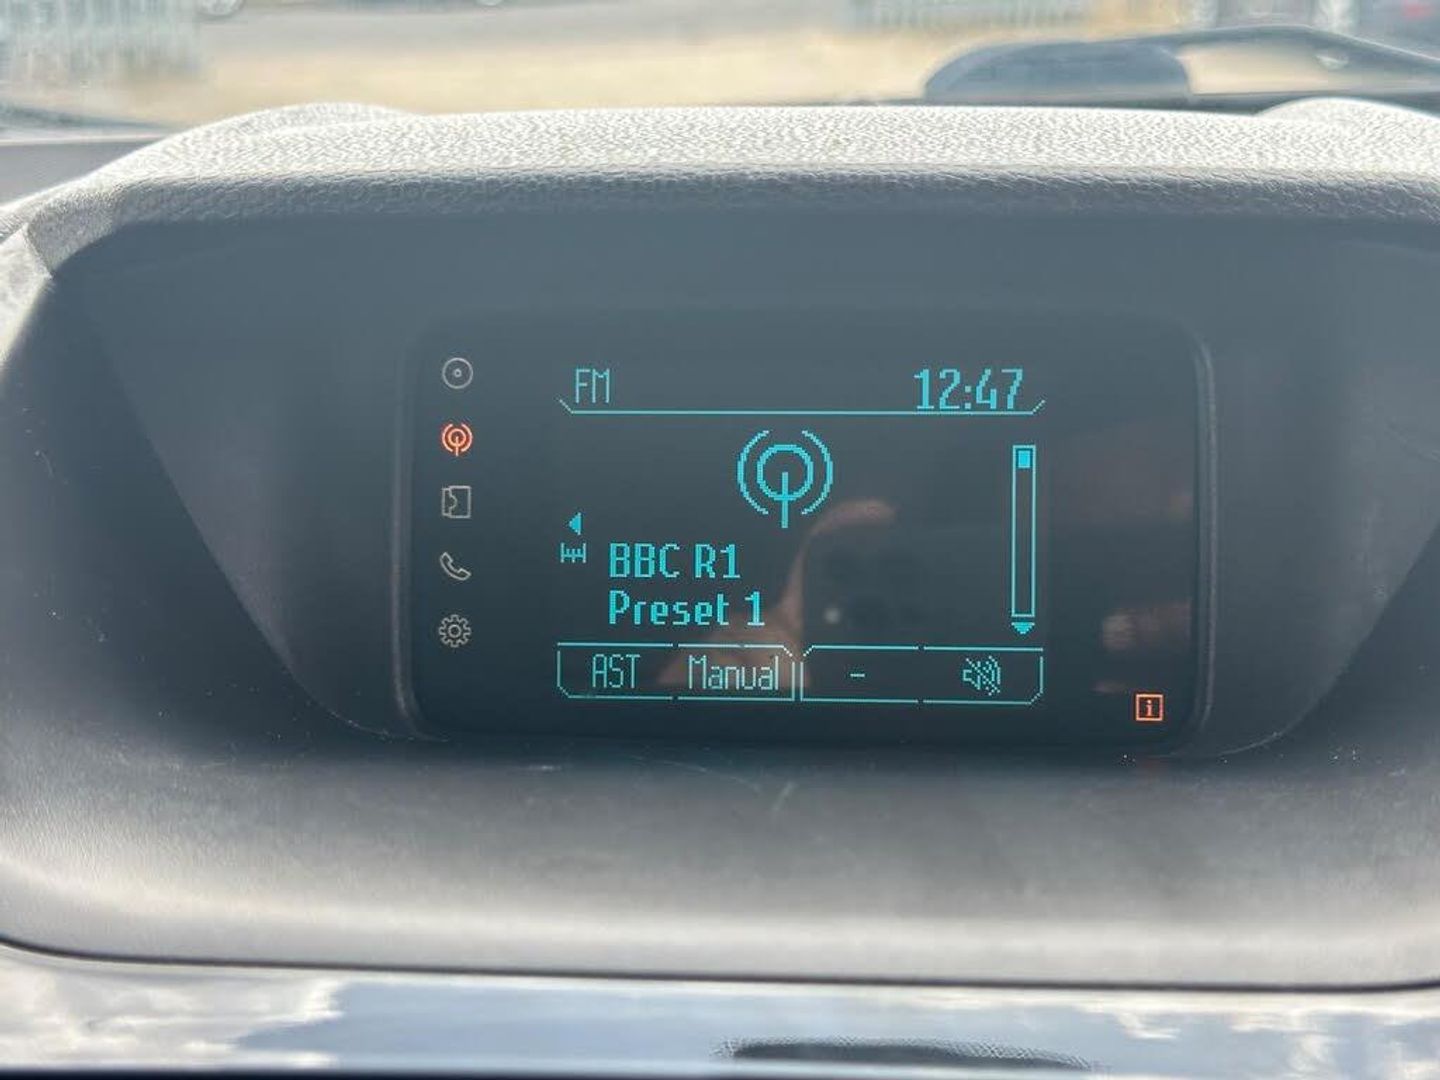 FM 12:47
BBC R1
Preset 1
AST Manual -
i